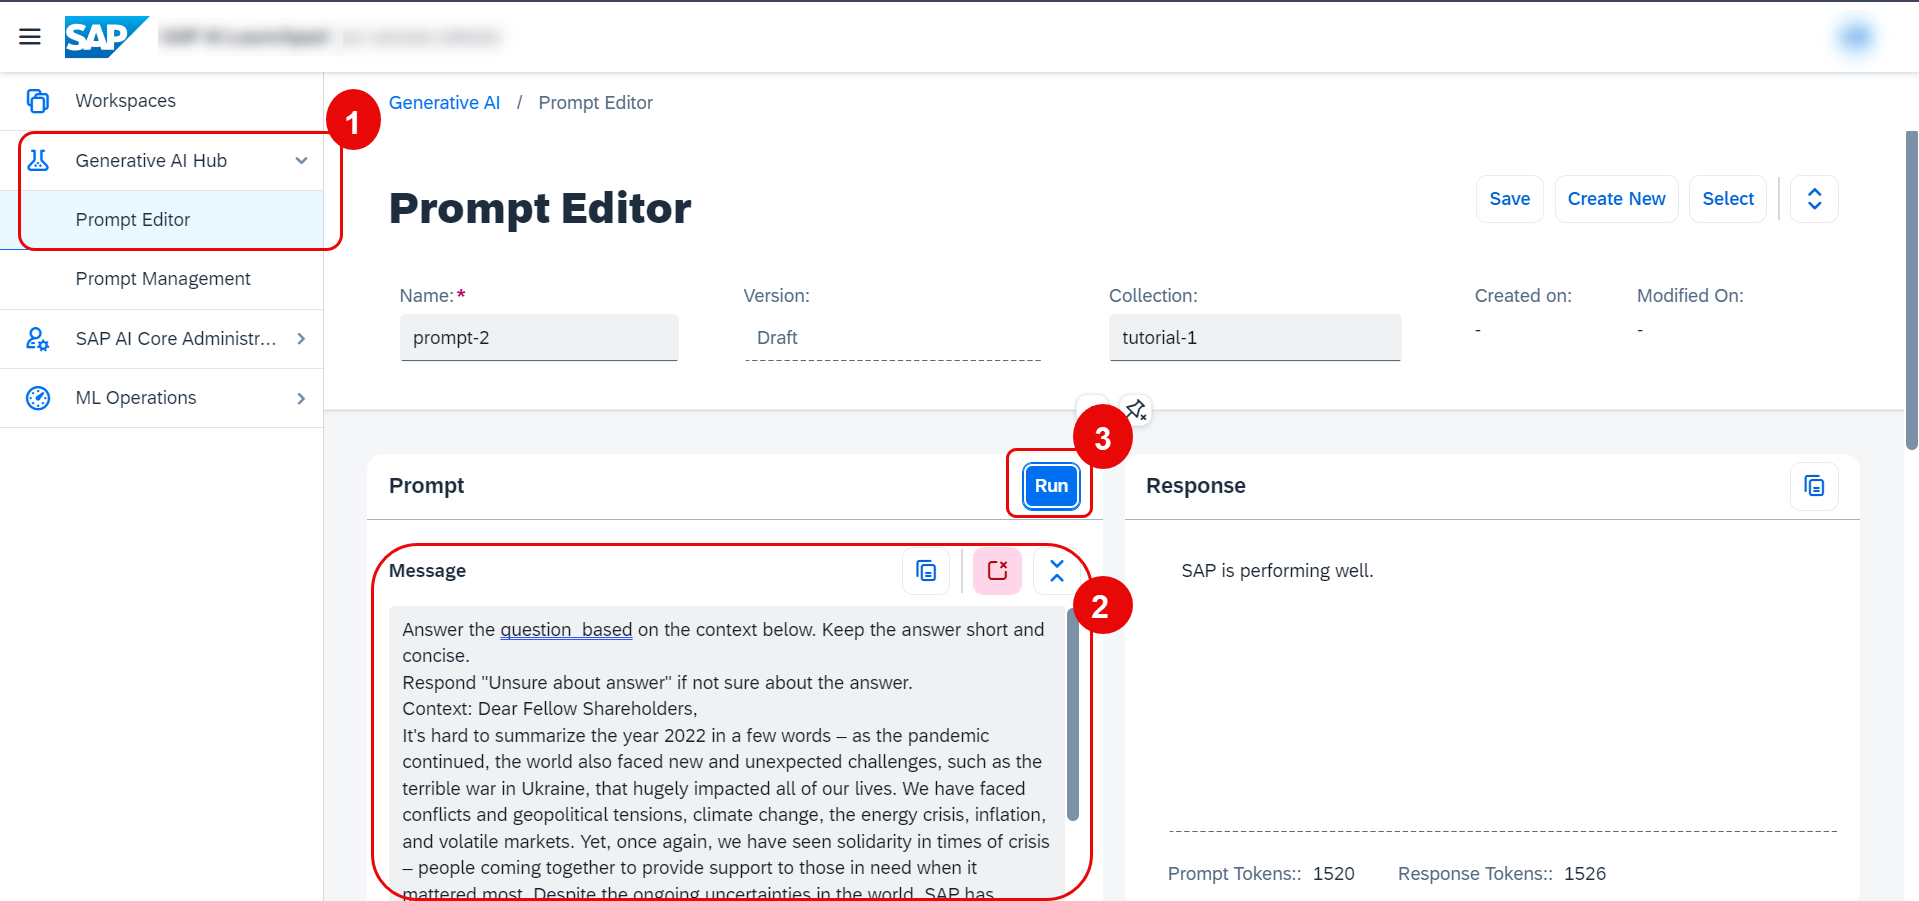 SAP
Workspaces
Generative AI Hub
Prompt Editor
Prompt Management
SAP AI Core Administr...
ML Operations
1
Generative AI / Prompt Editor
Prompt Editor
Save
Create New
Select
Name:*
prompt-2
Version:
Draft
Collection:
tutorial-1
Created on:
-
Modified On:
-
3
Prompt
Run
Message
2
Answer the question based on the context below. Keep the answer short and
concise.
Respond "Unsure about answer" if not sure about the answer.
Context: Dear Fellow Shareholders,
It's hard to summarize the year 2022 in a few words – as the pandemic
continued, the world also faced new and unexpected challenges, such as the
terrible war in Ukraine, that hugely impacted all of our lives. We have faced
conflicts and geopolitical tensions, climate change, the energy crisis, inflation,
and volatile markets. Yet, once again, we have seen solidarity in times of crisis
– people coming together to provide support to those in need when it
mattered most. Despite the ongoing uncertainties in the world, SAP has
Response
SAP is performing well.
Prompt Tokens:: 1520
Response Tokens:: 1526